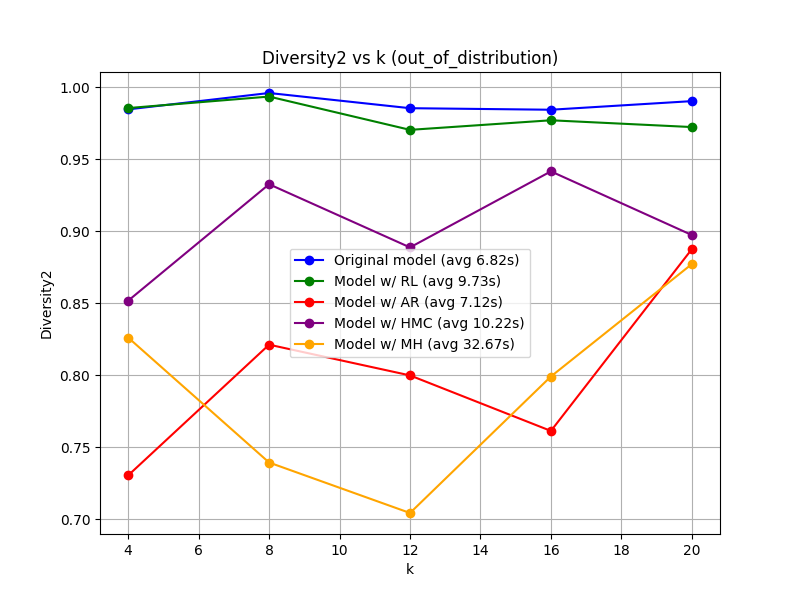 Diversity2 vs k (out_of_distribution)
1.00
0.95
0.90
0.85
0.80
0.75
0.70
Diversity2
Original model (avg 6.82s)
Model w/ RL (avg 9.73s)
Model w/ AR (avg 7.12s)
Model w/ HMC (avg 10.22s)
Model w/ MH (avg 32.67s)
4 6 8 10 12 14 16 18 20
k